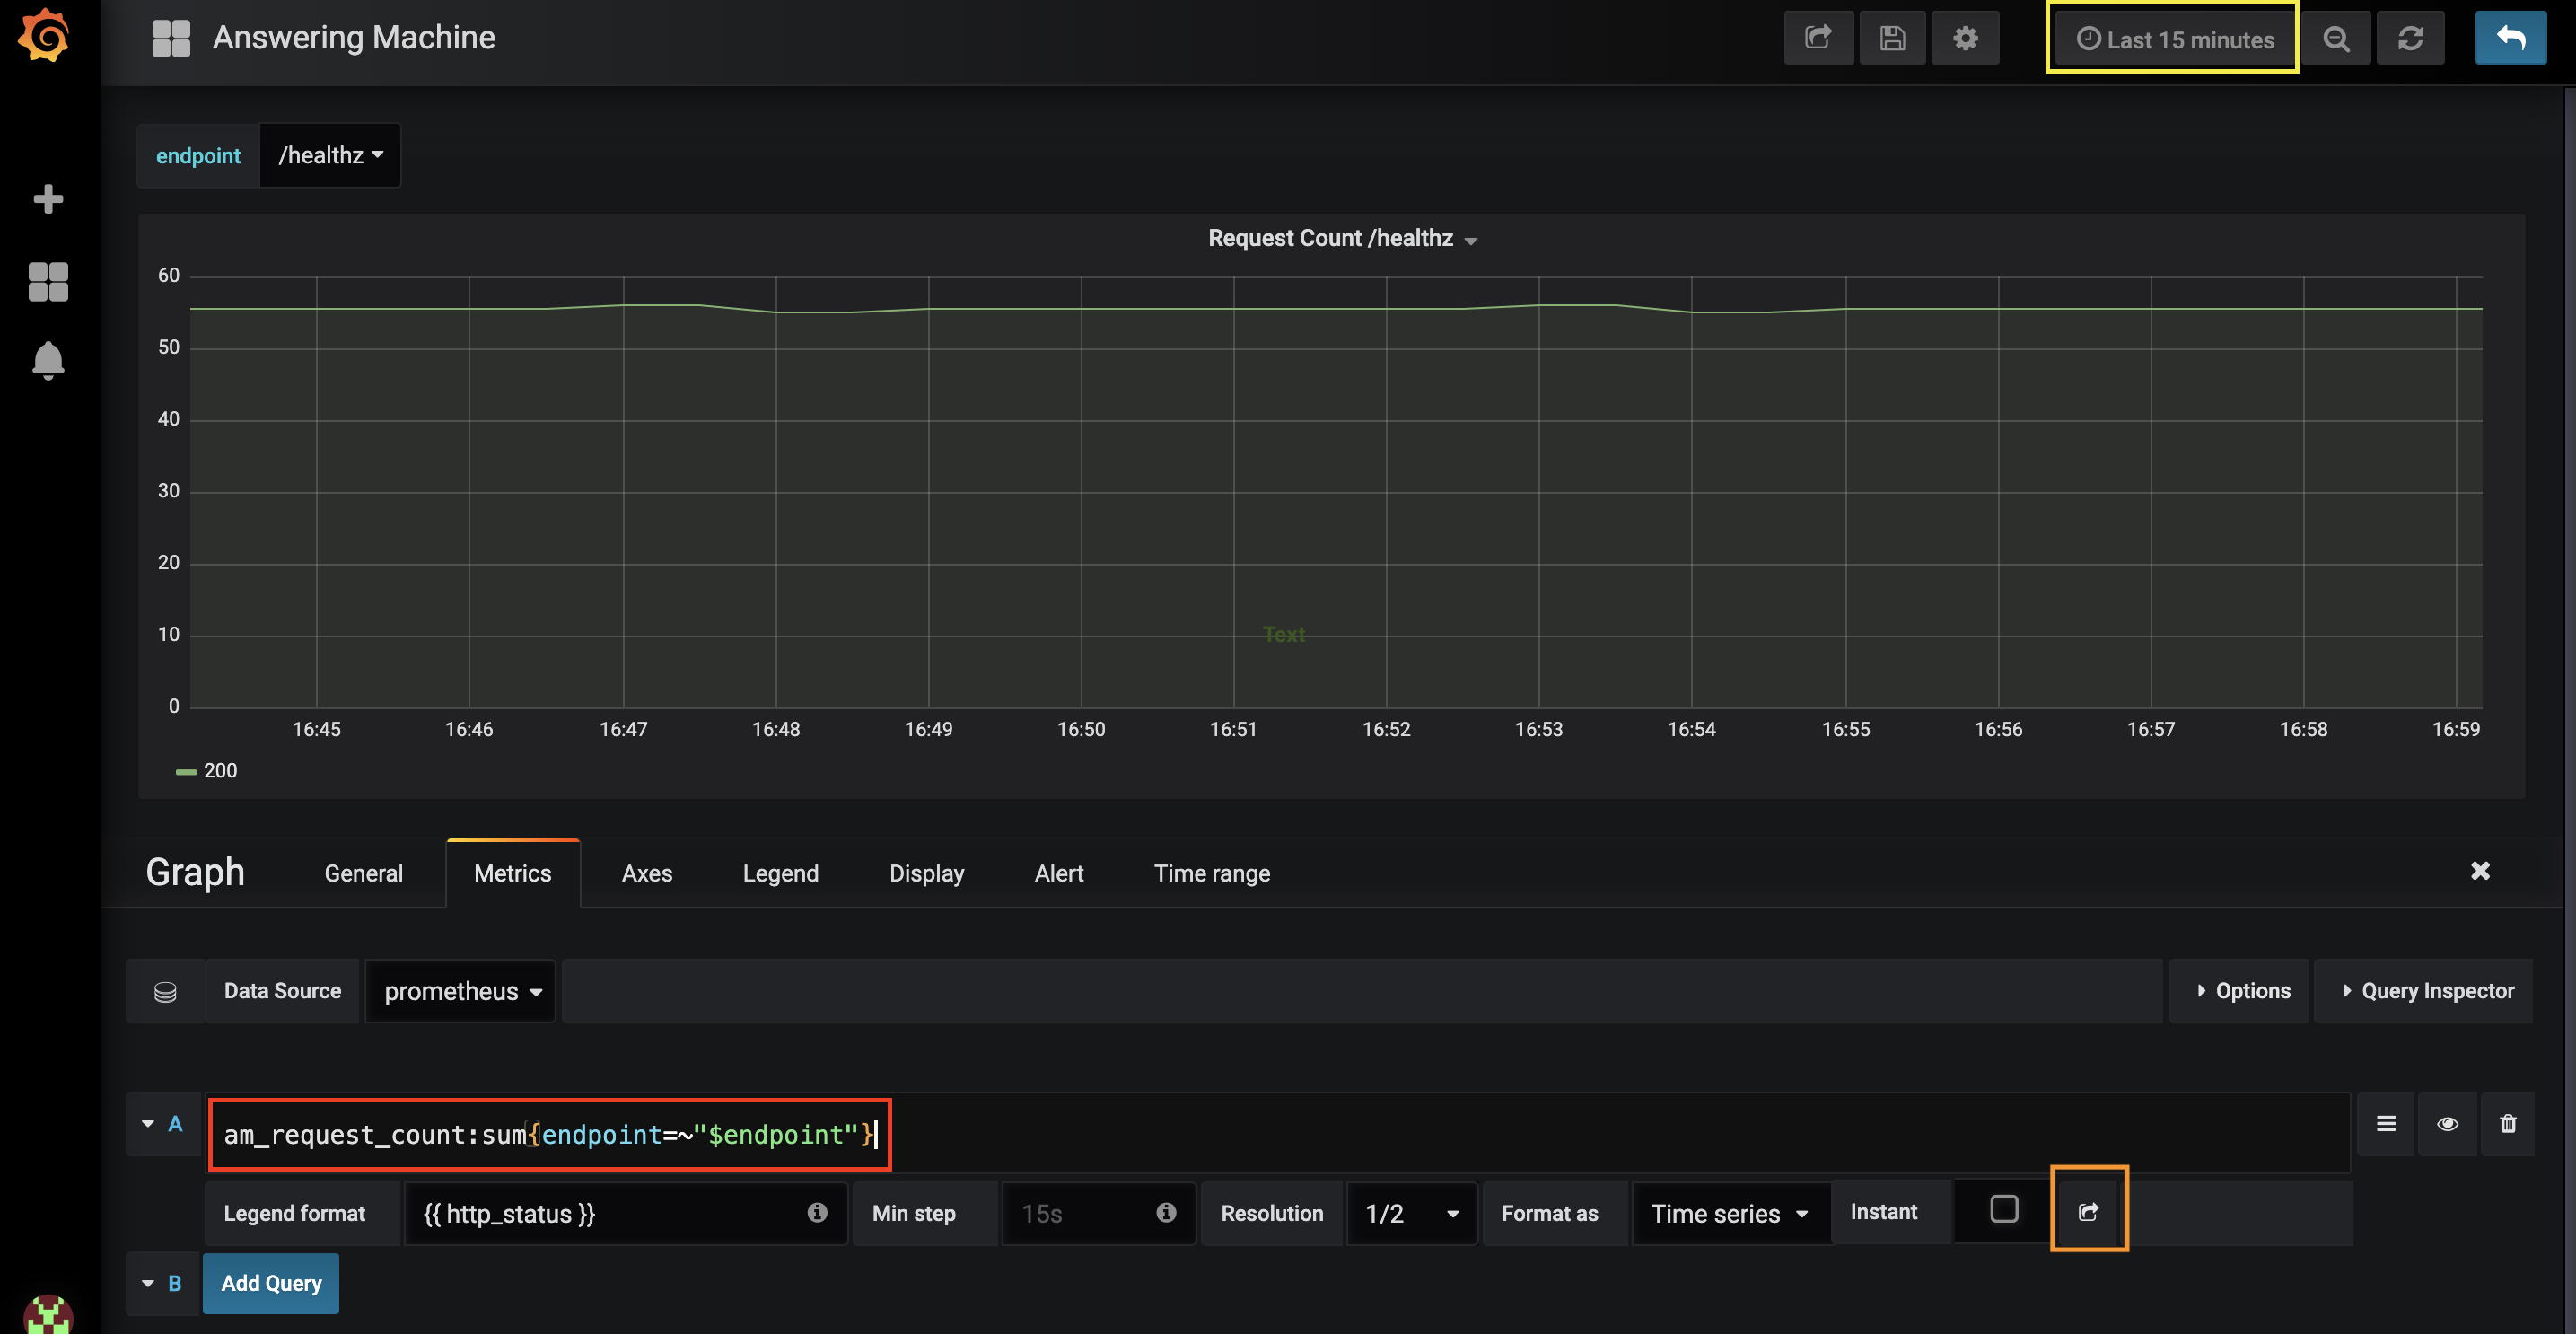 Answering Machine
Last 15 minutes
endpoint /healthz
Request Count /healthz
60
50
40
30
20
10
0
Text
16:45 16:46 16:47 16:48 16:49 16:50 16:51 16:52 16:53 16:54 16:55 16:56 16:57 16:58 16:59
200
Graph General Metrics Axes Legend Display Alert Time range
Data Source prometheus Options Query Inspector
A am_request_count:sum{endpoint=~"$endpoint"}
Legend format {{ http_status }} Min step 15s Resolution 1/2 Format as Time series Instant
B Add Query